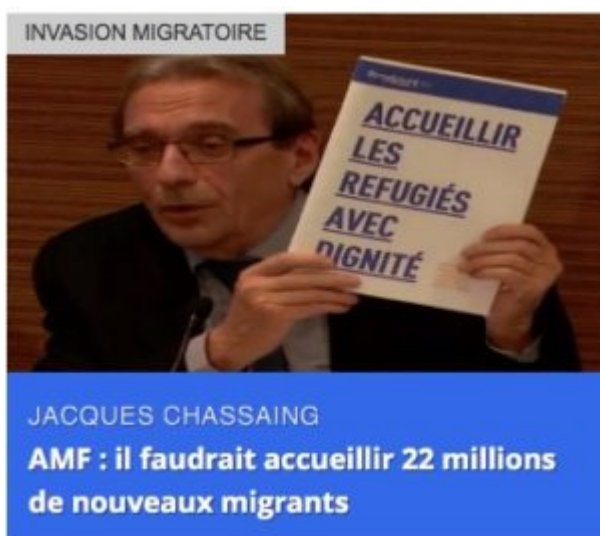 INVASION MIGRATOIRE
ACCUEILLIR
LES
REFUGIÉS
AVEC
DIGNITÉ
JACQUES CHASSAING
AMF : il faudrait accueillir 22 millions
de nouveaux migrants